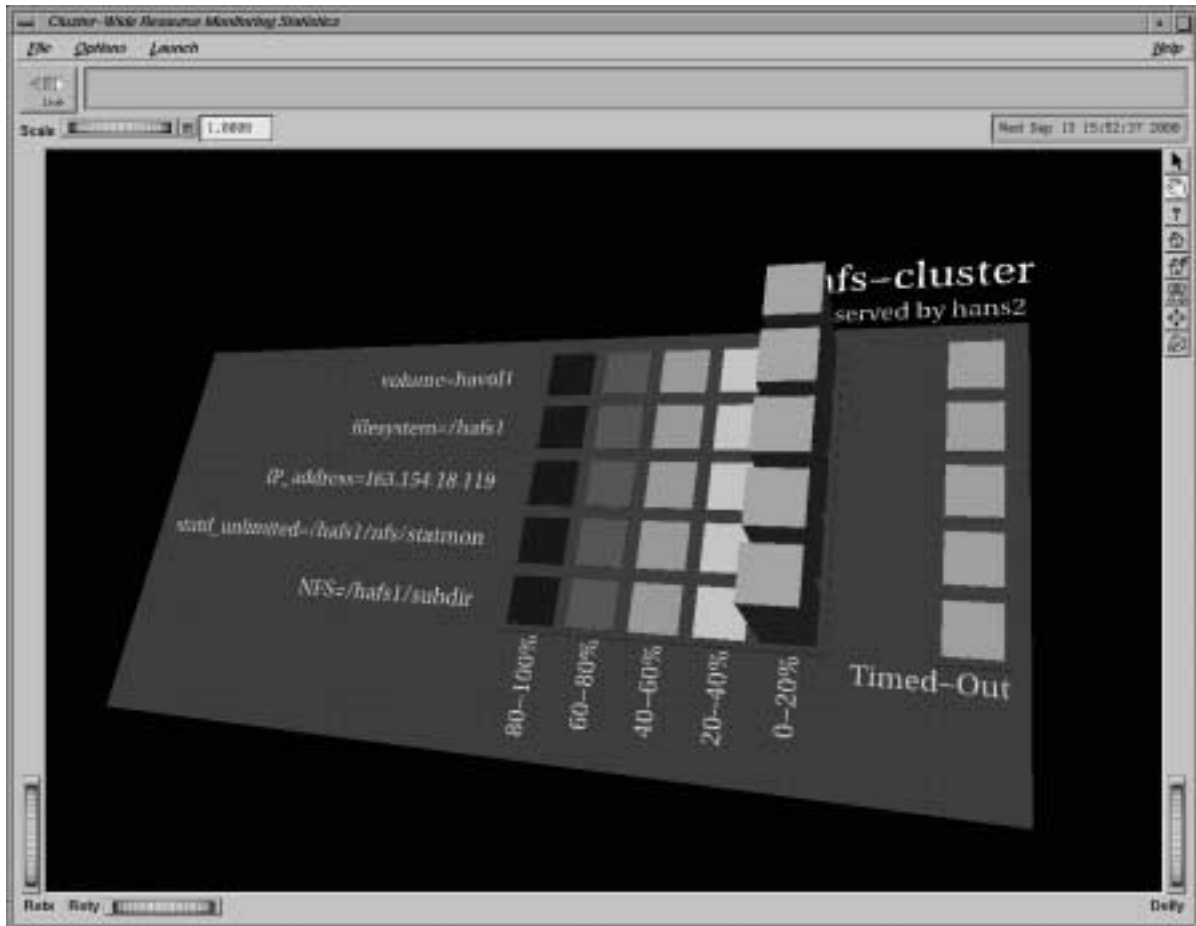 Cluster-Wide Resource Monitoring Statistics
File Options Launch Help
Live
Scale 1.0000
Wed Sep 13 15:52:37 2000
nfs-cluster
served by hans2
volume=havol1
filesystem=/hafs1
IP_address=163.154.18.119
statd_unlimited=/hafs1/nfs/statmon
NFS=/hafs1/subdir
80-100%
60-80%
40-60%
20-40%
0-20%
Timed-Out
Rotx Roty Dolly